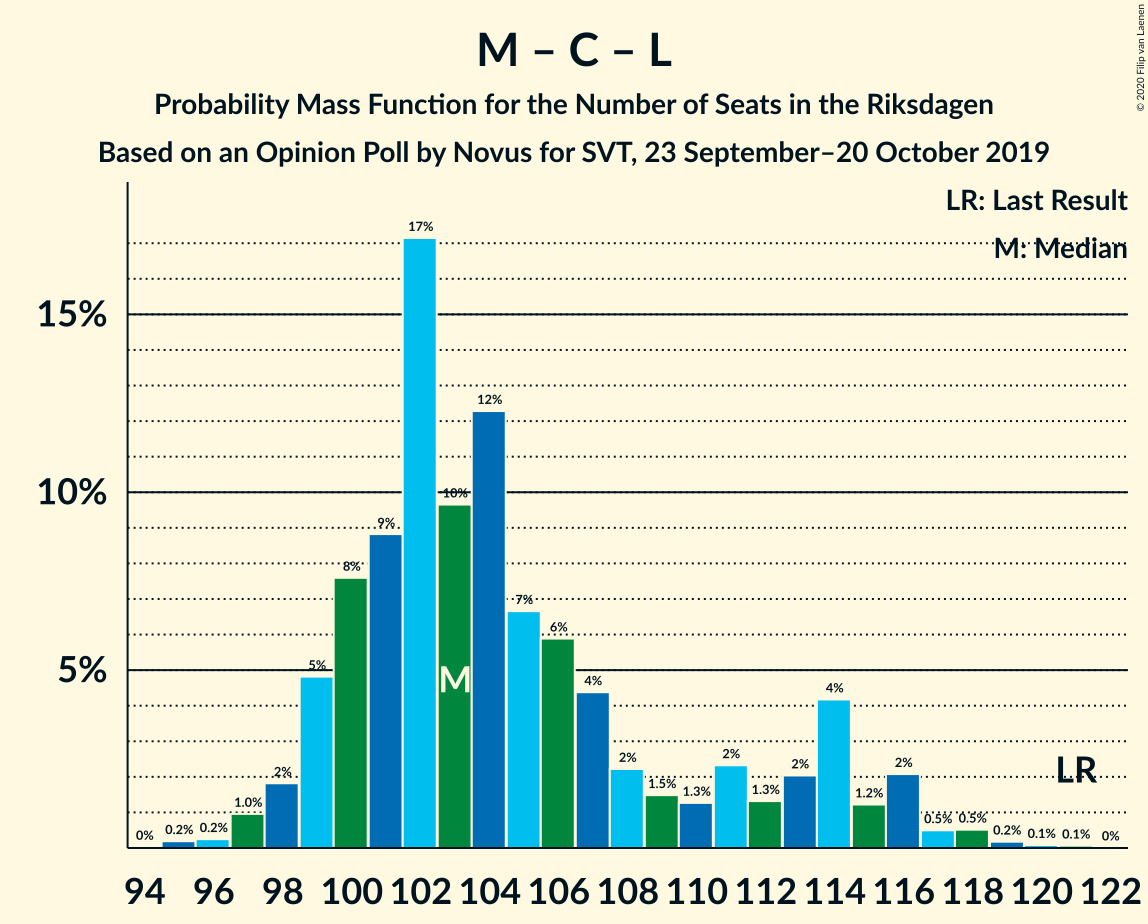 © 2020 Filip van Laenen
M – C – L
Probability Mass Function for the Number of Seats in the Riksdagen
Based on an Opinion Poll by Novus for SVT, 23 September–20 October 2019
LR: Last Result
M: Median
15%
10%
5%
0% 0.2% 0.2% 1.0% 2% 5% 8% 9% 17% 10% 12% 7% 6% 4% 2% 1.5% 1.3% 2% 1.3% 2% 4% 1.2% 2% 0.5% 0.5% 0.2% 0.1% 0.1% 0%
M
LR
94 96 98 100 102 104 106 108 110 112 114 116 118 120 122